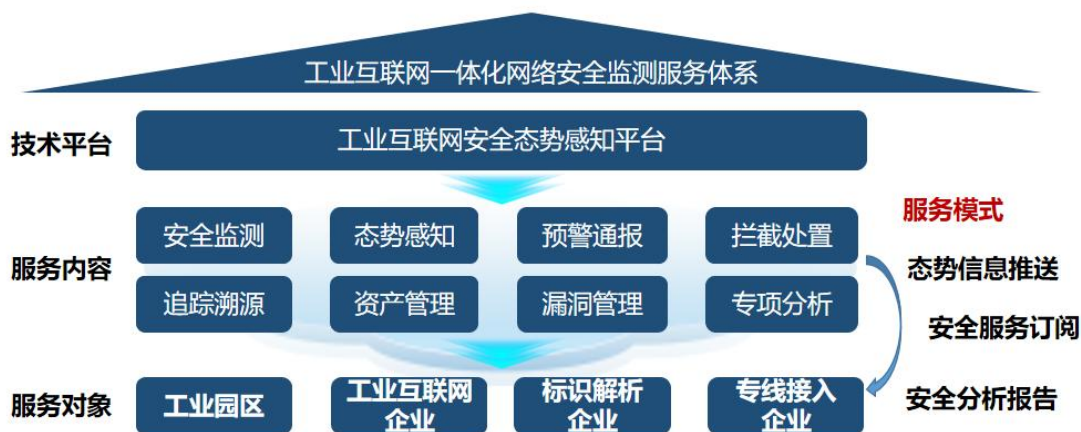 工业互联网一体化网络安全监测服务体系
技术平台
工业互联网安全态势感知平台
服务模式
服务内容
安全监测
态势感知
预警通报
拦截处置
追踪溯源
资产管理
漏洞管理
专项分析
态势信息推送
安全服务订阅
安全分析报告
服务对象
工业园区
工业互联网
企业
标识解析
企业
专线接入
企业